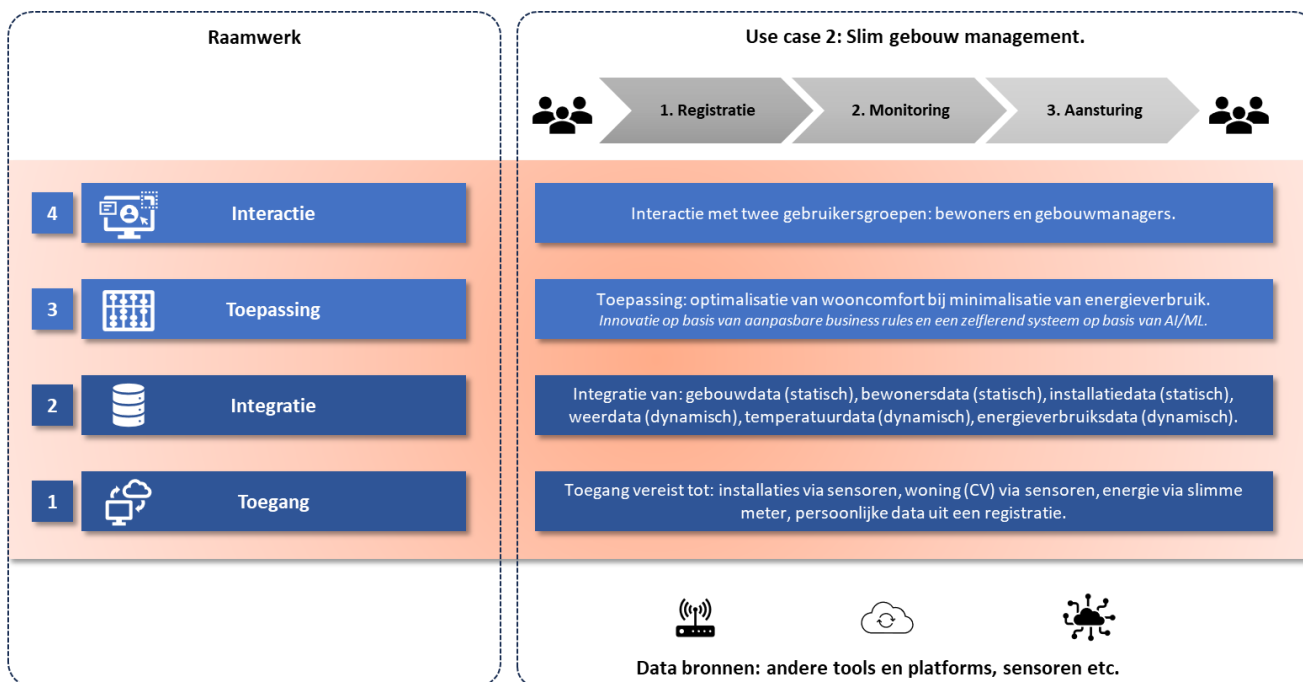 Raamwerk
Use case 2: Slim gebouw management.
1. Registratie
2. Monitoring
3. Aansturing
4
Interactie
Interactie met twee gebruikersgroepen: bewoners en gebouwmanagers.
3
Toepassing
Toepassing: optimalisatie van wooncomfort bij minimalisatie van energieverbruik.
Innovatie op basis van aanpasbare business rules en een zelflerend systeem op basis van AI/ML.
2
Integratie
Integratie van: gebouwdata (statisch), bewonersdata (statisch), installatiedata (statisch),
weerdata (dynamisch), temperatuurdata (dynamisch), energieverbruiksdata (dynamisch).
1
Toegang
Toegang vereist tot: installaties via sensoren, woning (CV) via sensoren, energie via slimme
meter, persoonlijke data uit een registratie.
Data bronnen: andere tools en platforms, sensoren etc.